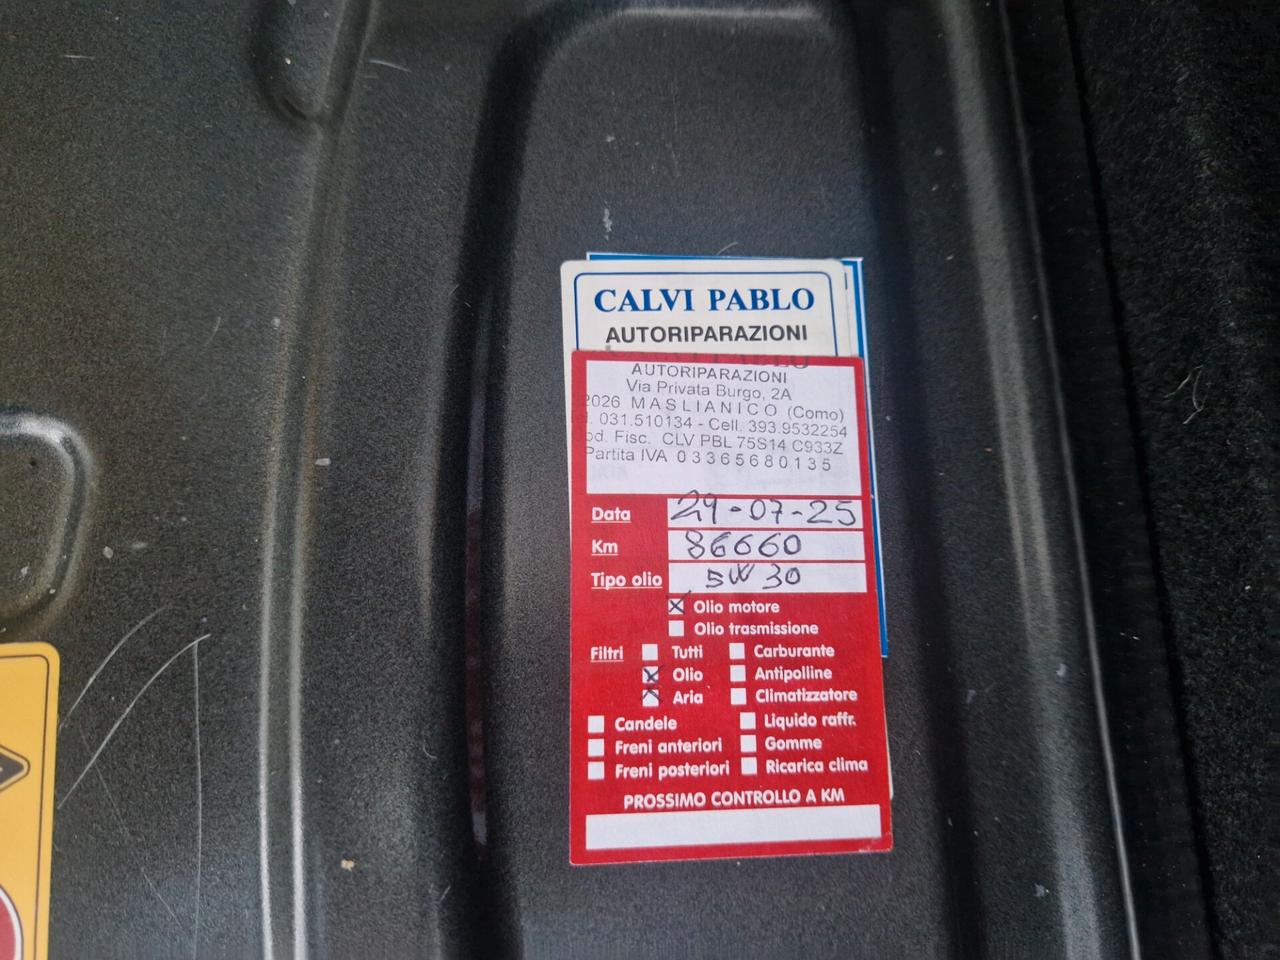 CALVI PABLO
AUTORIPARAZIONI
AUTORIPARAZIONI
Via Privata Burgo, 2A
2026 MASLIANICO (Como)
. 031.510134 - Cell. 393.9532254
od. Fisc. CLV PBL 75S14 C933Z
Partita IVA 03365680135
Data 29-07-25
Km 86660
Tipo olio 5W30
Olio motore
Olio trasmissione
Filtri Tutti Carburante
Olio Antipolline
Aria Climatizzatore
Candele Liquido raffr.
Freni anteriori Gomme
Freni posteriori Ricarica clima
PROSSIMO CONTROLLO A KM